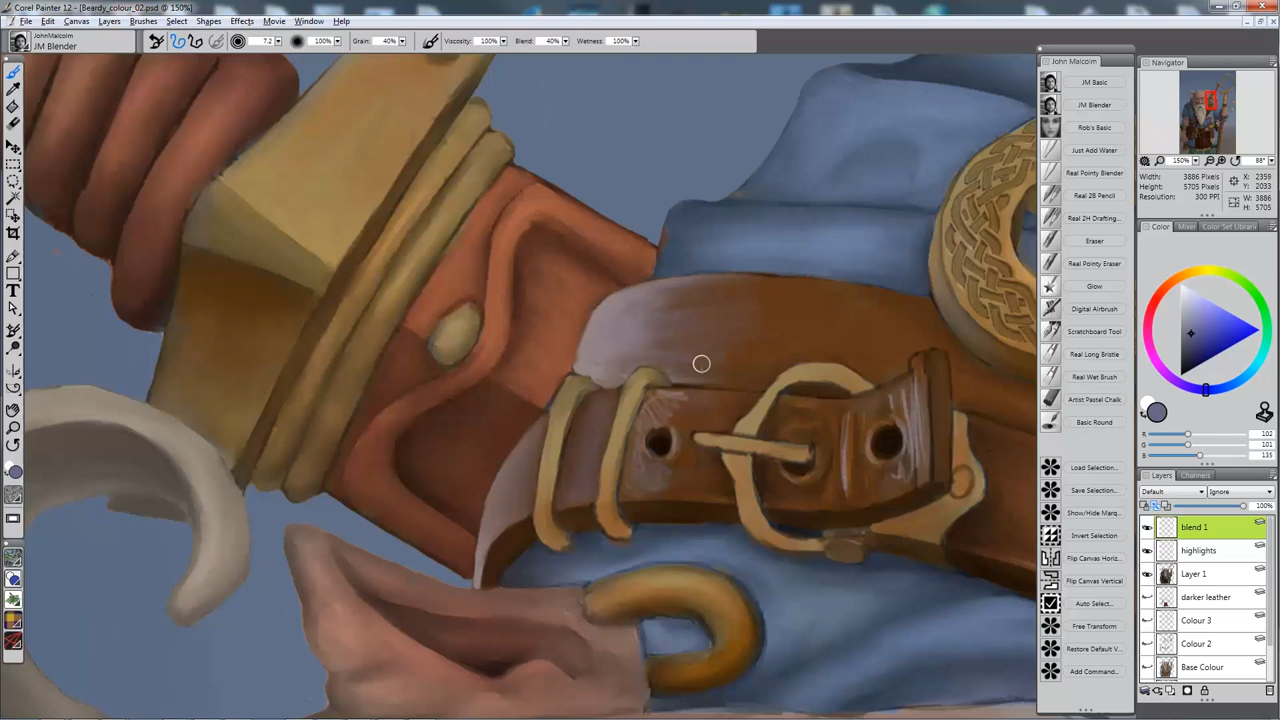 Corel Painter 12 - [Beardy_colour_02.psd @ 150%]
File Edit Canvas Layers Brushes Select Shapes Effects Movie Window Help
JohnMalcolm
JM Blender
7.2 100% Grain: 40% Viscosity: 100% Blend: 40% Wetness: 100%
John Malcolm
JM Basic
JM Blender
Rob's Basic
Just Add Water
Real Pointy Blender
Real 2B Pencil
Real 2H Drafting...
Eraser
Real Pointy Eraser
Glow
Digital Airbrush
Scratchboard Tool
Real Long Bristle
Real Wet Brush
Artist Pastel Chalk
Basic Round
Load Selection...
Save Selection...
Show/Hide Marq...
Invert Selection
Flip Canvas Horiz...
Flip Canvas Vertical
Auto Select...
Free Transform
Restore Default V...
Add Command...
Navigator
150% 88°
Width: 3886 Pixels
Height: 5705 Pixels
Resolution: 300 PPI
X: 2359
Y: 2033
W: 3886
H: 5705
Color Mixer Color Set Libraries
R 102
G 101
B 135
Layers Channels
Default Ignore
100%
blend 1
highlights
Layer 1
darker leather
Colour 3
Colour 2
Base Colour
T